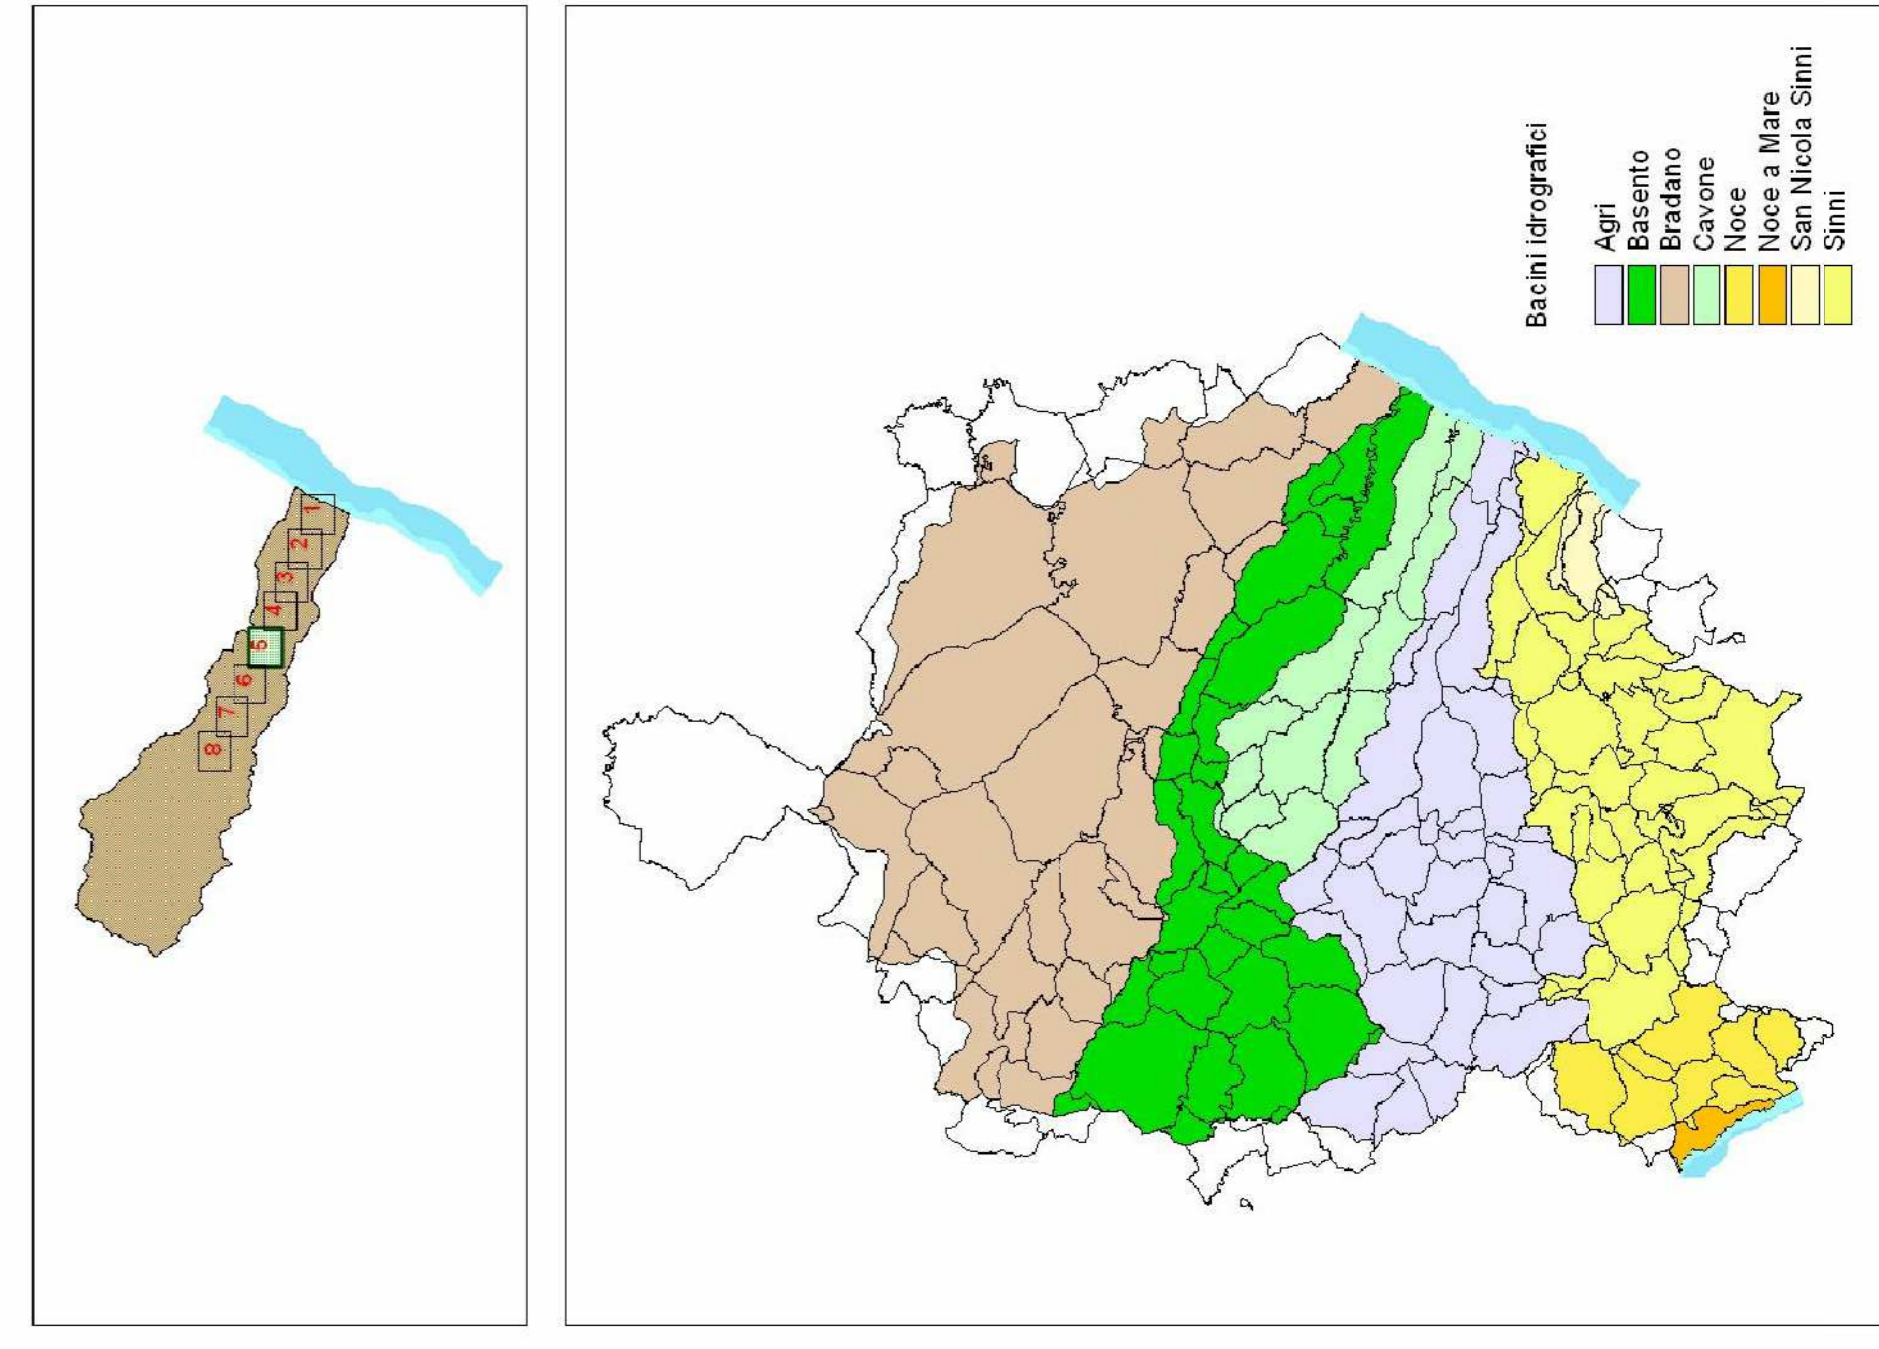 1
2
3
4
5
6
7
8
Bacini idrografici
Agri
Basento
Bradano
Cavone
Noce
Noce a Mare
San Nicola Sinni
Sinni